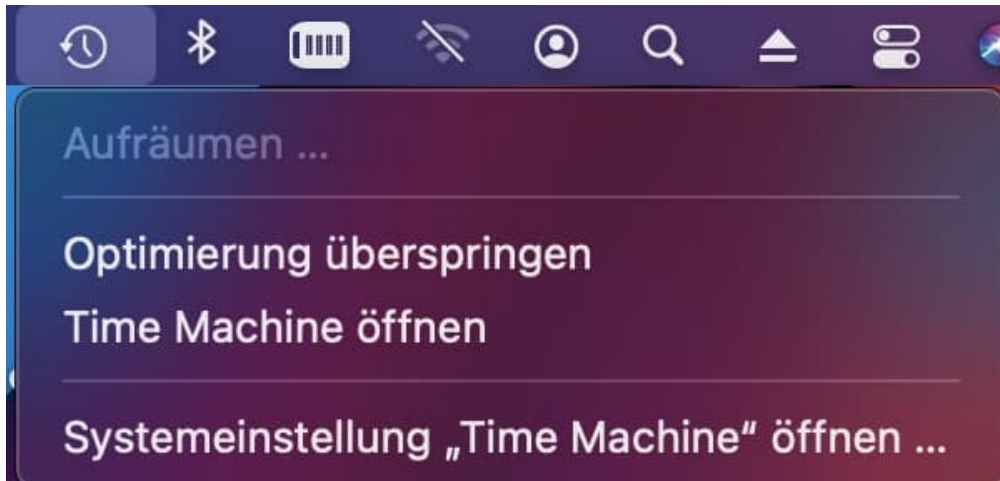 Aufräumen ...
Optimierung überspringen
Time Machine öffnen
Systemeinstellung „Time Machine“ öffnen ...